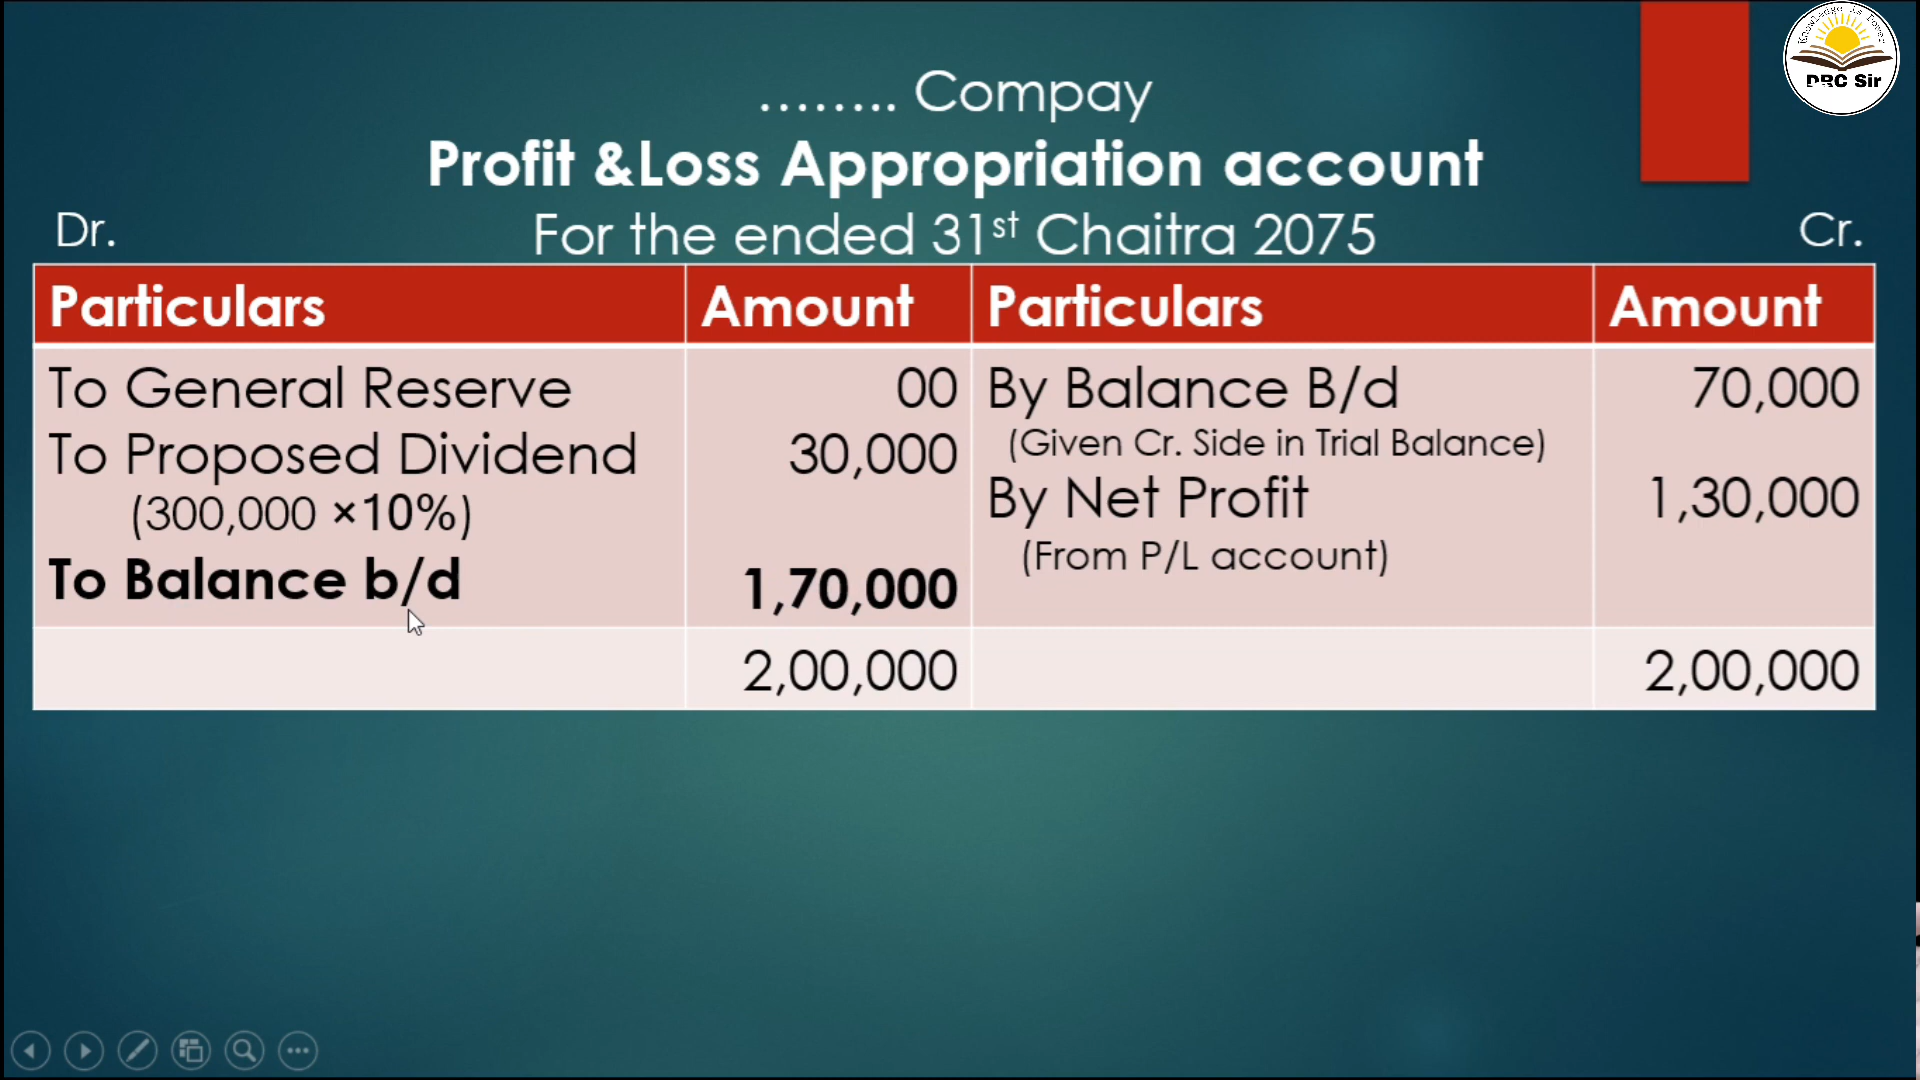 Knowledge is Power
DRC Sir
........ Compay
Profit &Loss Appropriation account
Dr. For the ended 31st Chaitra 2075 Cr.
Particulars Amount Particulars Amount
To General Reserve 00 By Balance B/d 70,000
(Given Cr. Side in Trial Balance)
To Proposed Dividend 30,000
By Net Profit 1,30,000
(300,000 ×10%)
(From P/L account)
To Balance b/d 1,70,000
2,00,000 2,00,000